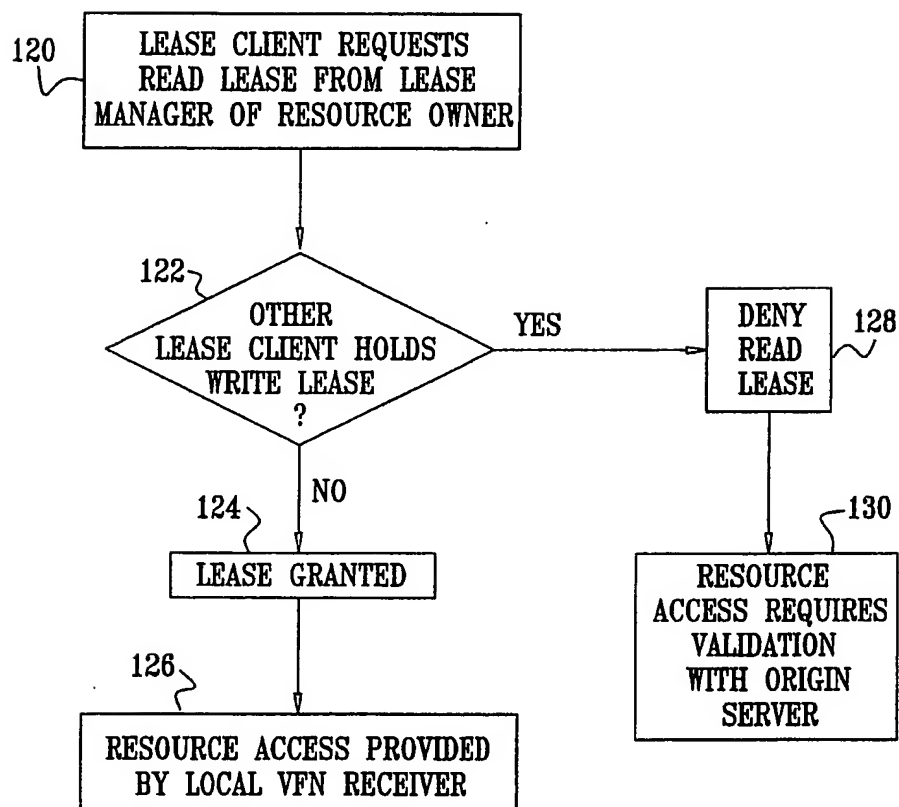 120
LEASE CLIENT REQUESTS
READ LEASE FROM LEASE
MANAGER OF RESOURCE OWNER
122
OTHER
LEASE CLIENT HOLDS
WRITE LEASE
?
YES
DENY
READ
LEASE
128
NO
124
LEASE GRANTED
130
RESOURCE
ACCESS REQUIRES
VALIDATION
WITH ORIGIN
SERVER
126
RESOURCE ACCESS PROVIDED
BY LOCAL VFN RECEIVER